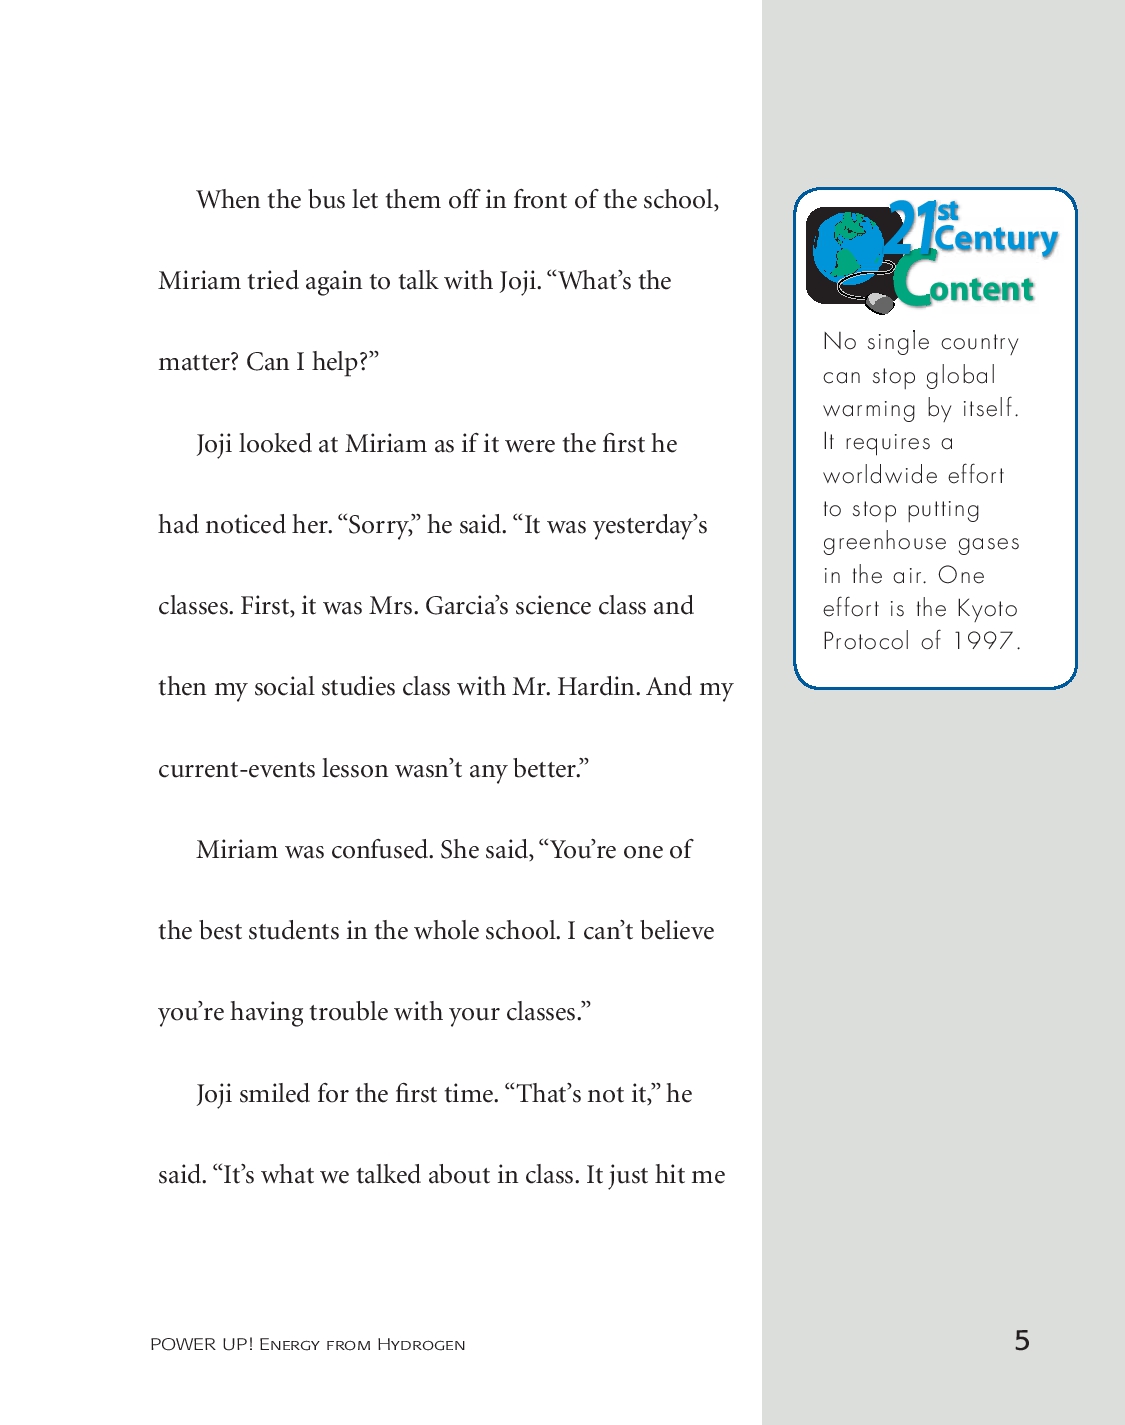 When the bus let them off in front of the school,
Miriam tried again to talk with Joji. “What’s the
matter? Can I help?”
Joji looked at Miriam as if it were the first he
had noticed her. “Sorry,” he said. “It was yesterday’s
classes. First, it was Mrs. Garcia’s science class and
then my social studies class with Mr. Hardin. And my
current-events lesson wasn’t any better.”
Miriam was confused. She said, “You’re one of
the best students in the whole school. I can’t believe
you’re having trouble with your classes.”
Joji smiled for the first time. “That’s not it,” he
said. “It’s what we talked about in class. It just hit me
21st
Century
Content
No single country
can stop global
warming by itself.
It requires a
worldwide effort
to stop putting
greenhouse gases
in the air. One
effort is the Kyoto
Protocol of 1997.
POWER UP! Energy from Hydrogen
5